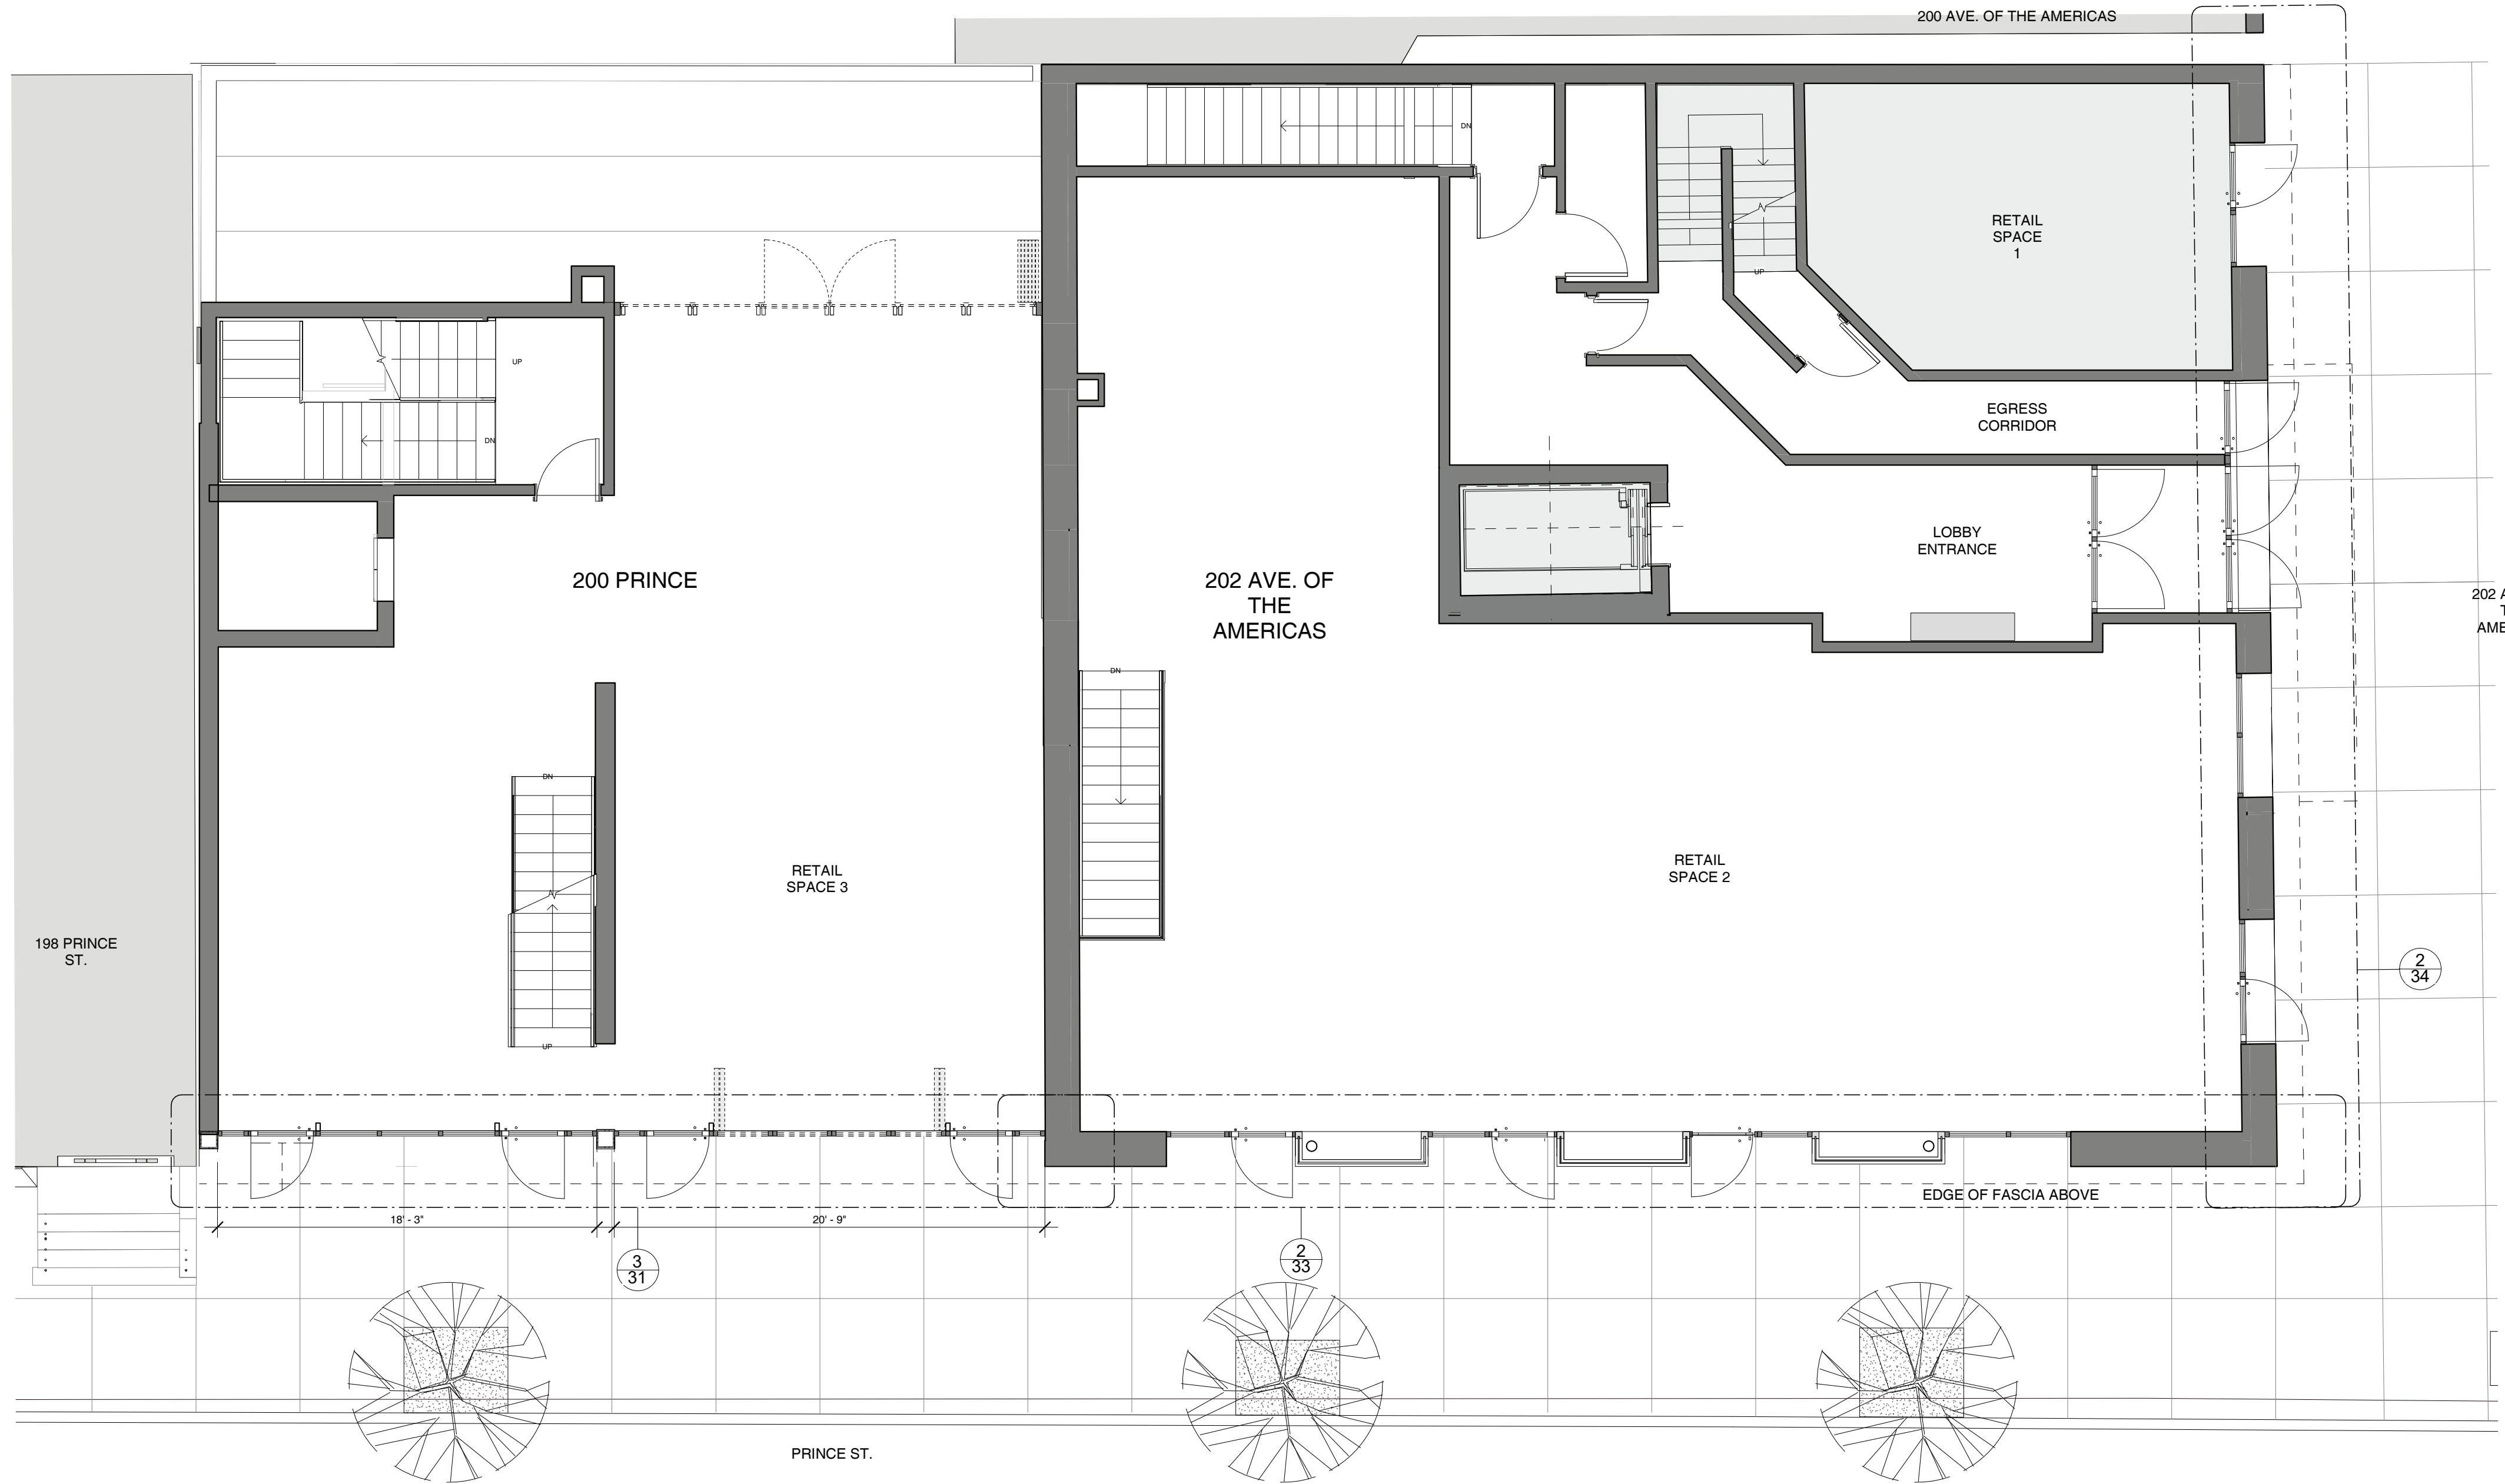 200 AVE. OF THE AMERICAS
DN
RETAIL
SPACE
1
UP
UP
DN
EGRESS
CORRIDOR
LOBBY
ENTRANCE
200 PRINCE
202 AVE. OF
THE
AMERICAS
202 A
T
AME
DN
DN
RETAIL
SPACE 3
RETAIL
SPACE 2
198 PRINCE
ST.
2
34
UP
EDGE OF FASCIA ABOVE
18' - 3"
20' - 9"
3
31
2
33
PRINCE ST.